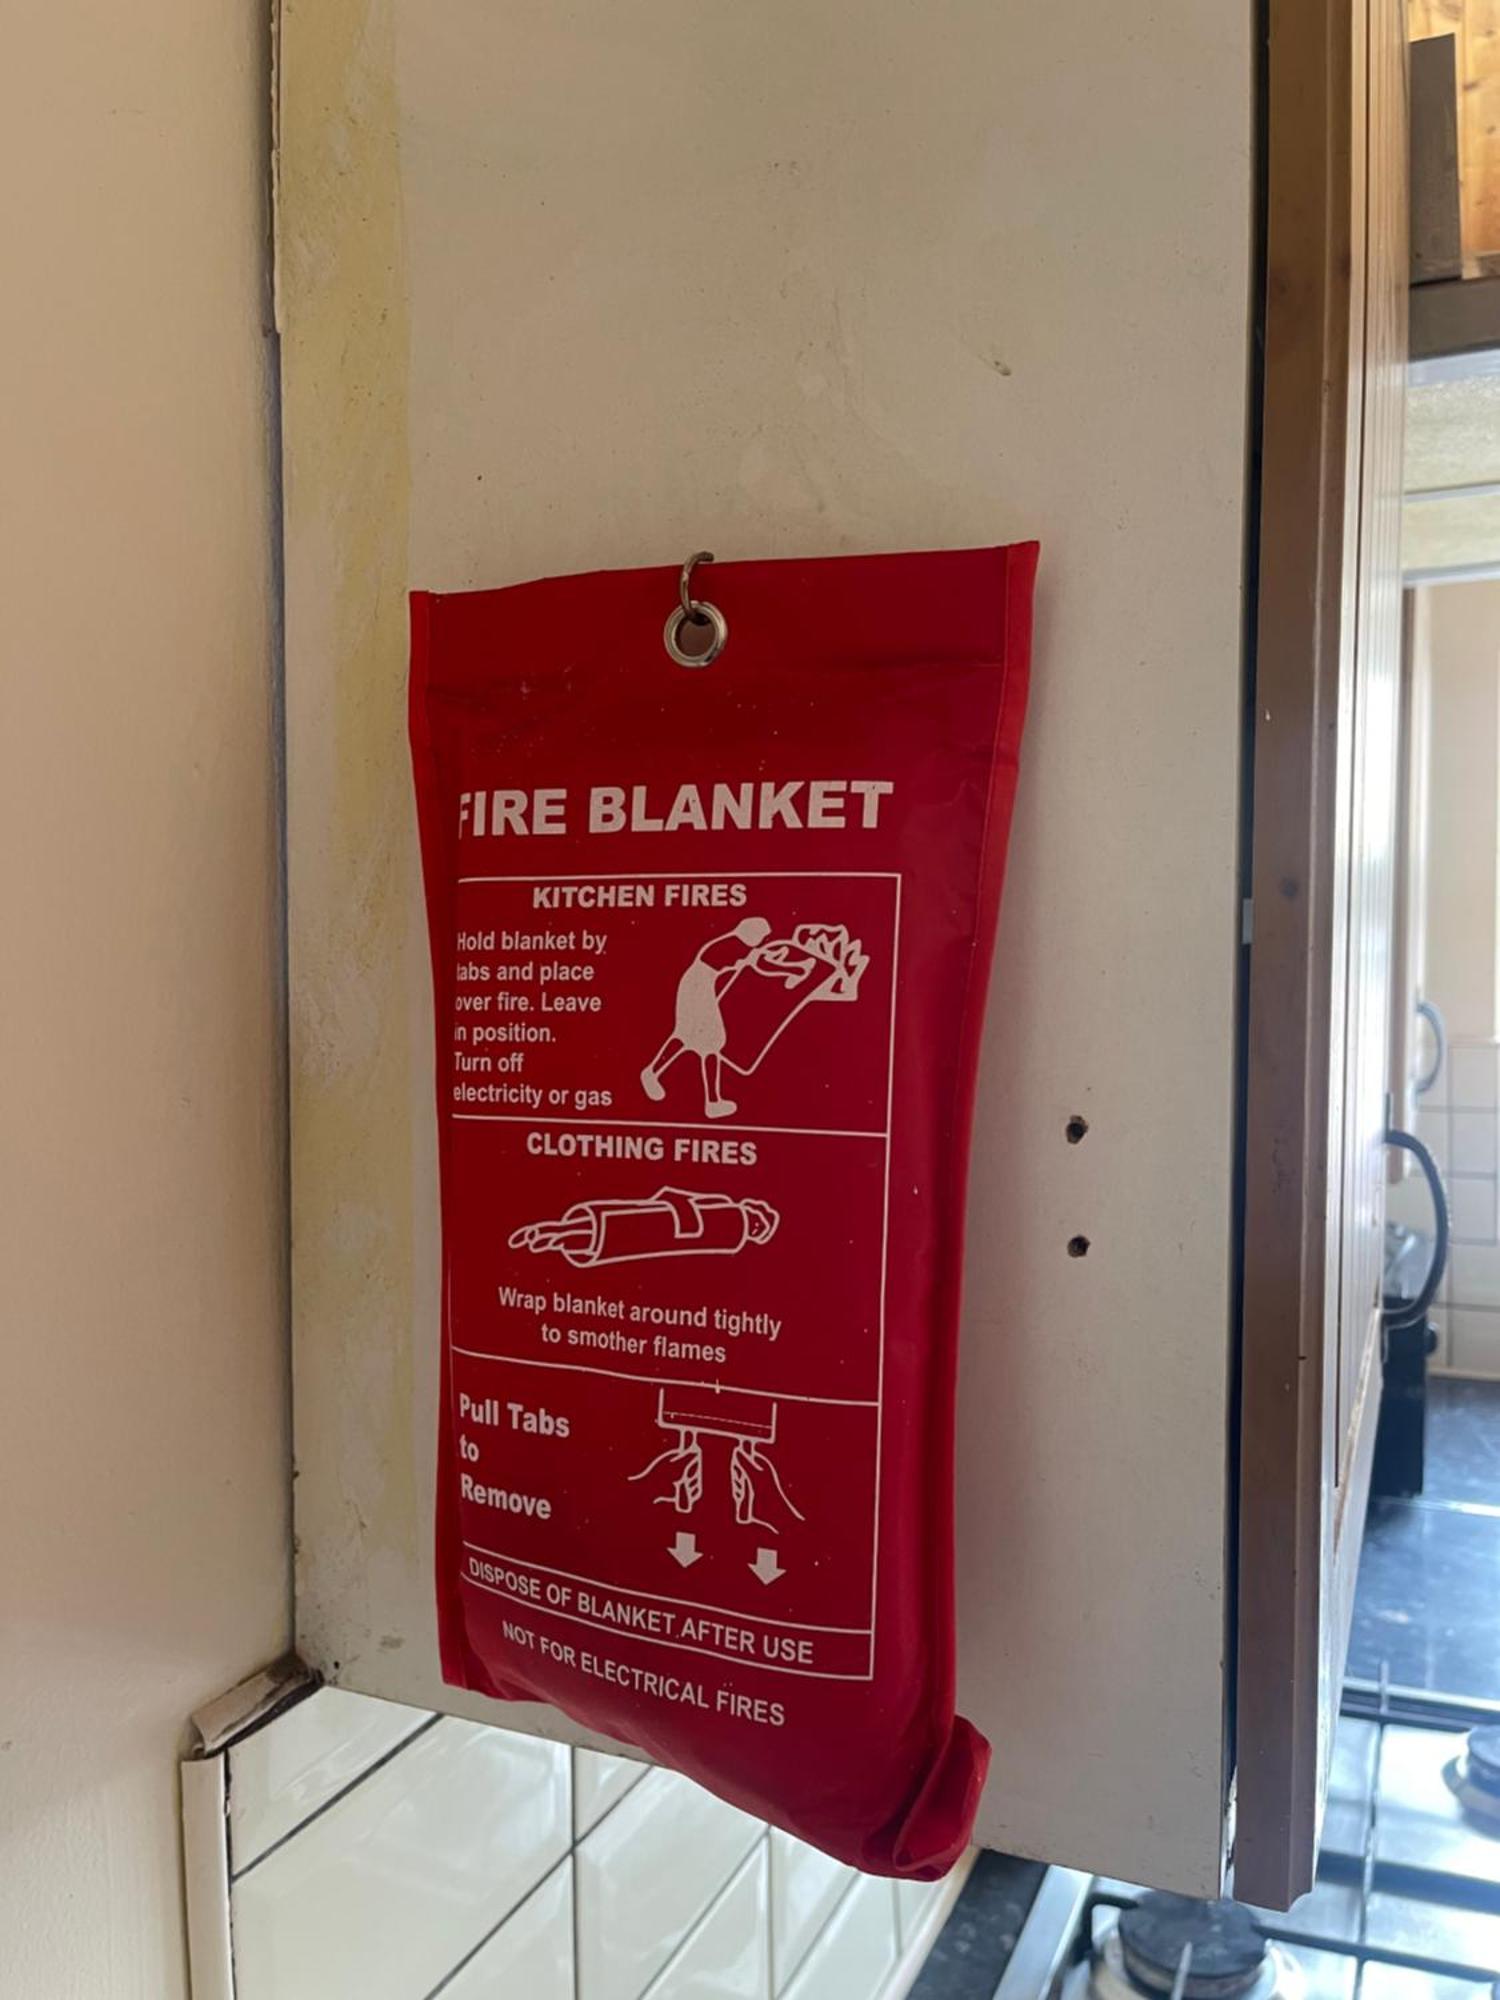 FIRE BLANKET
KITCHEN FIRES
Hold blanket by
tabs and place
over fire. Leave
in position.
Turn off
electricity or gas
CLOTHING FIRES
Wrap blanket around tightly
to smother flames
Pull Tabs
to
Remove
DISPOSE OF BLANKET AFTER USE
NOT FOR ELECTRICAL FIRES